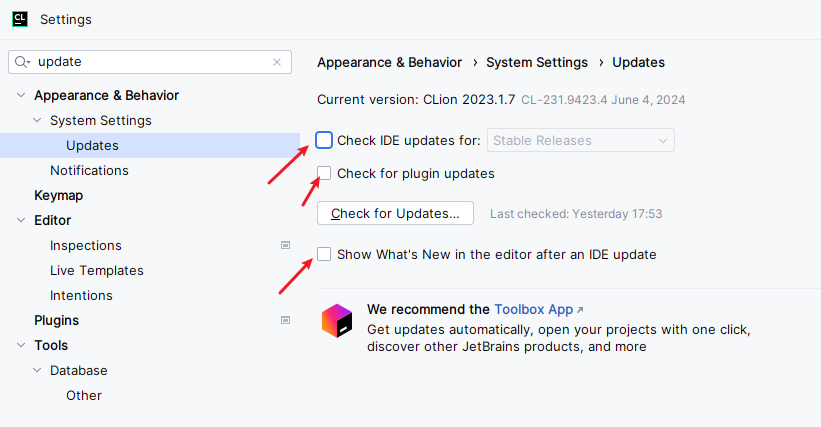 CL Settings
update
Appearance & Behavior
System Settings
Updates
Notifications
Keymap
Editor
Inspections
Live Templates
Intentions
Plugins
Tools
Database
Other
Appearance & Behavior › System Settings › Updates
Current version: CLion 2023.1.7 CL-231.9423.4 June 4, 2024
Check IDE updates for: Stable Releases
Check for plugin updates
Check for Updates... Last checked: Yesterday 17:53
Show What's New in the editor after an IDE update
We recommend the Toolbox App ↗
Get updates automatically, open your projects with one click,
discover other JetBrains products, and more